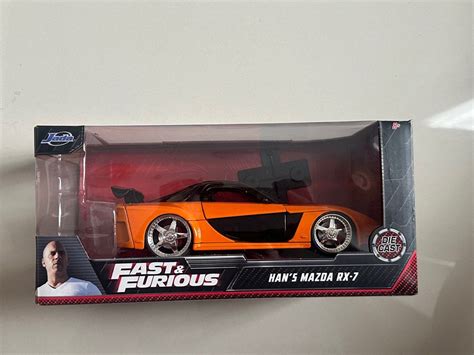 Jada
FAST & FURIOUS
HAN'S MAZDA RX-7
DIE CAST